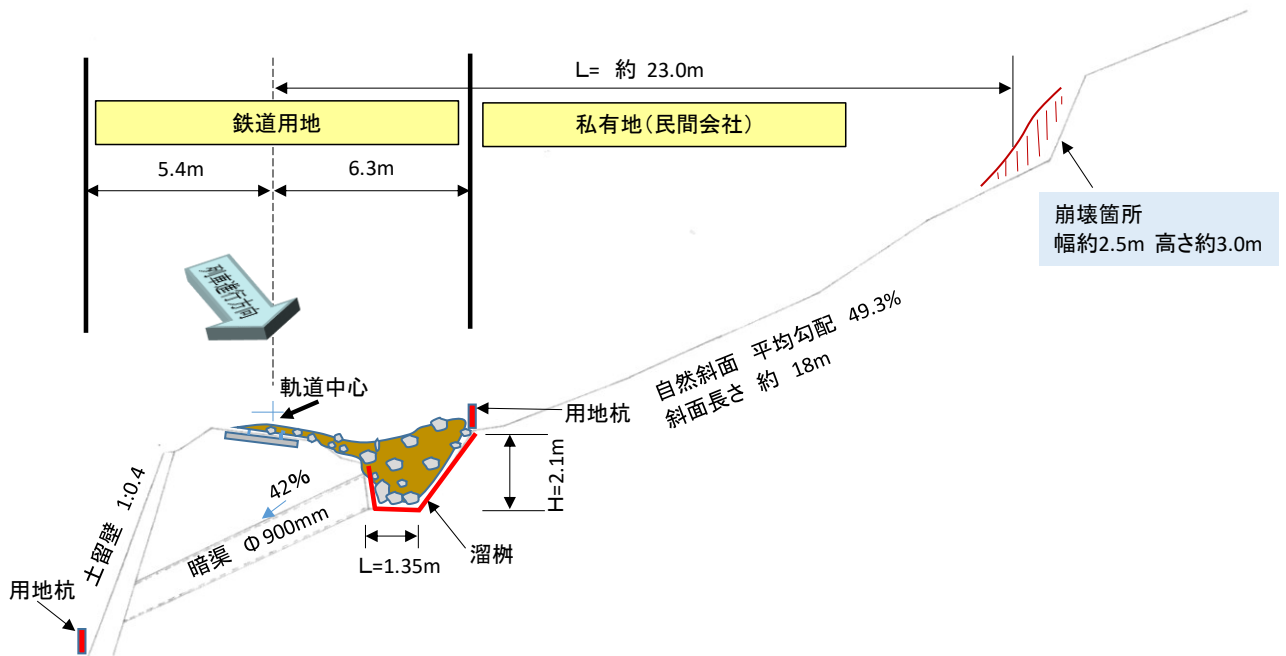 L= 約 23.0m
鉄道用地
私有地(民間会社)
5.4m
6.3m
崩壊箇所
幅約2.5m 高さ約3.0m
列車進行方向
自然斜面 平均勾配 49.3%
斜面長さ 約 18m
軌道中心
用地杭
H=2.1m
42%
土留壁 1:0.4
暗渠 Φ900mm
溜桝
L=1.35m
用地杭